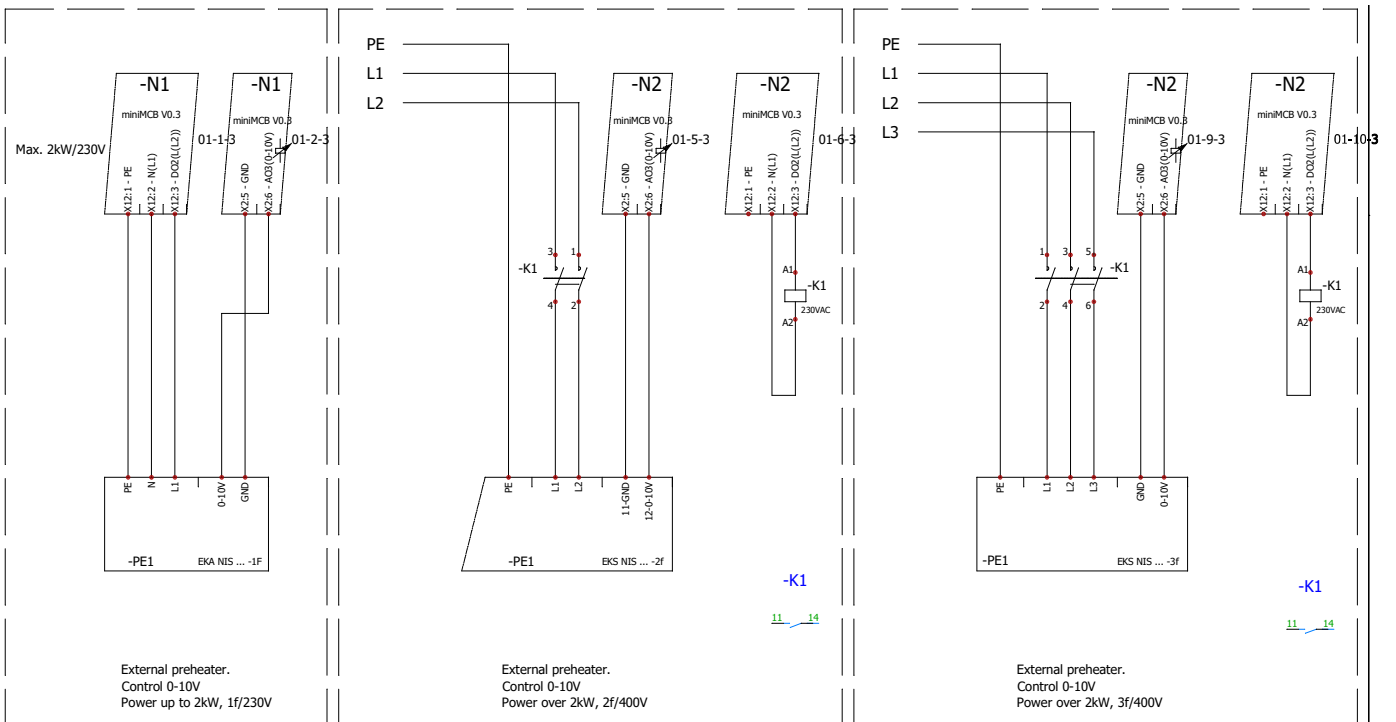 Max. 2kW/230V
-N1
miniMCB V0.3
01-1-3
X12:1 - PE
X12:2 - N(L1)
X12:3 - DO2(L(L2))
-N1
miniMCB V0.3
01-2-3
X2:5 - GND
X2:6 - AO3(0-10V)
PE
N
L1
0-10V
GND
-PE1
EKA NIS ... -1F
External preheater.
Control 0-10V
Power up to 2kW, 1f/230V
PE
L1
L2
-N2
miniMCB V0.3
01-5-3
X2:5 - GND
X2:6 - AO3(0-10V)
-N2
miniMCB V0.3
01-6-3
X12:1 - PE
X12:2 - N(L1)
X12:3 - DO2(L(L2))
3
1
-K1
4
2
A1
-K1
230VAC
A2
PE
L1
L2
11-GND
12-0-10V
-PE1
EKS NIS ... -2f
-K1
11
14
External preheater.
Control 0-10V
Power over 2kW, 2f/400V
PE
L1
L2
L3
-N2
miniMCB V0.3
01-9-3
X2:5 - GND
X2:6 - AO3(0-10V)
-N2
miniMCB V0.3
01-10-3
X12:1 - PE
X12:2 - N(L1)
X12:3 - DO2(L(L2))
1
3
5
-K1
2
4
6
A1
-K1
230VAC
A2
PE
L1
L2
L3
GND
0-10V
-PE1
EKS NIS ... -3f
-K1
11
14
External preheater.
Control 0-10V
Power over 2kW, 3f/400V